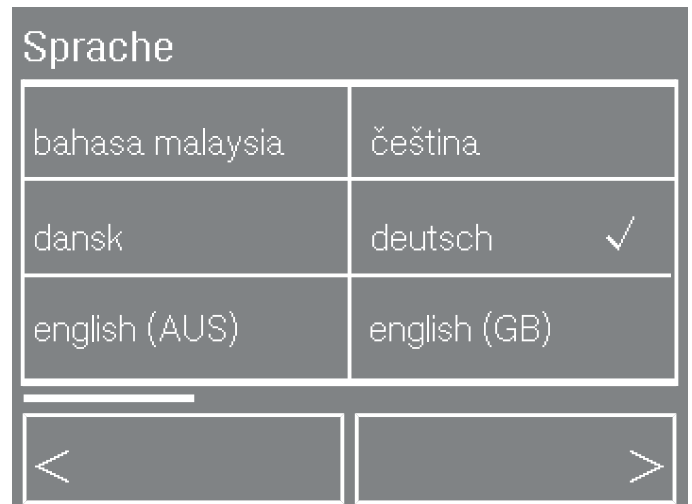 Sprache
bahasa malaysia čeština
dansk deutsch ✓
english (AUS) english (GB)
< >